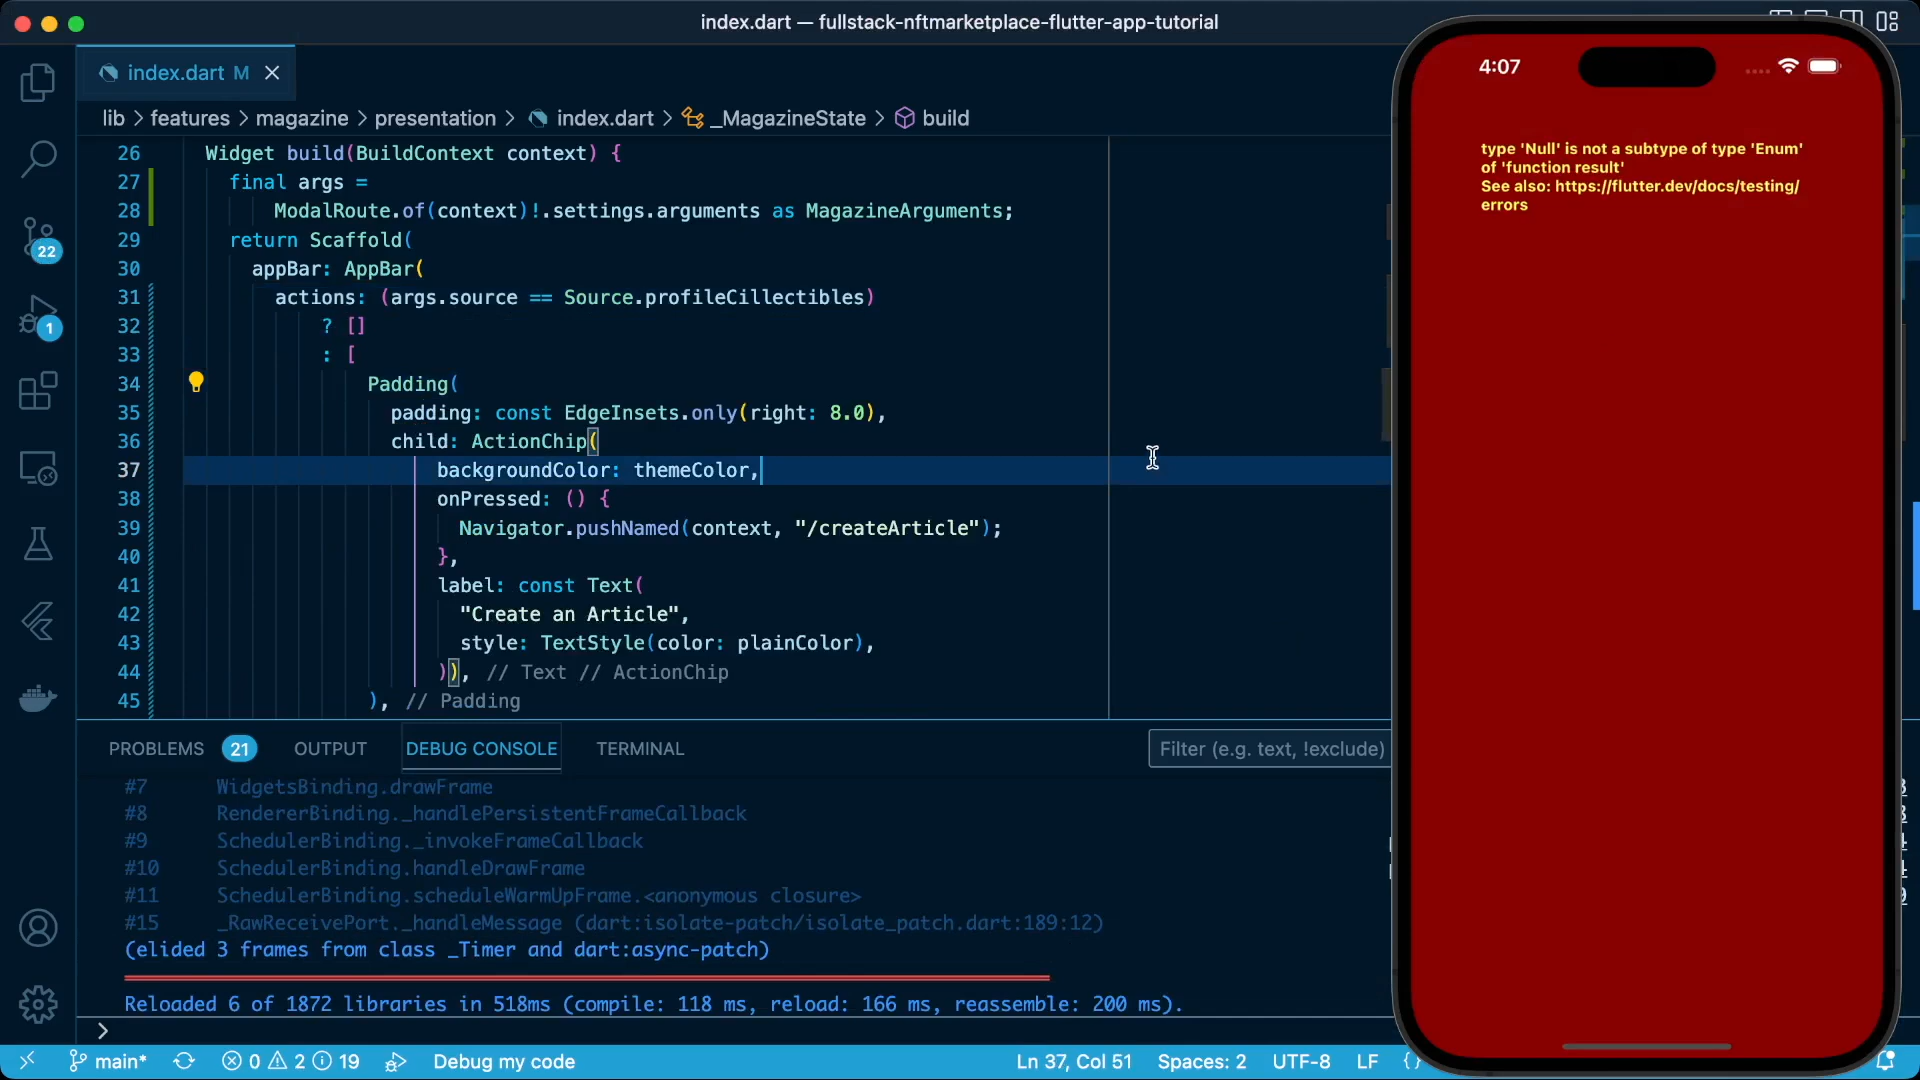 index.dart — fullstack-nftmarketplace-flutter-app-tutorial
index.dart M
lib > features > magazine > presentation > index.dart > _MagazineState > build
26 Widget build(BuildContext context) {
27 final args =
28 ModalRoute.of(context)!.settings.arguments as MagazineArguments;
29 return Scaffold(
30 appBar: AppBar(
31 actions: (args.source == Source.profileCillectibles)
32 ? []
33 : [
34 Padding(
35 padding: const EdgeInsets.only(right: 8.0),
36 child: ActionChip(
37 backgroundColor: themeColor,
38 onPressed: () {
39 Navigator.pushNamed(context, "/createArticle");
40 },
41 label: const Text(
42 "Create an Article",
43 style: TextStyle(color: plainColor),
44 )), // Text // ActionChip
45 ), // Padding
22
1
PROBLEMS 21 OUTPUT DEBUG CONSOLE TERMINAL Filter (e.g. text, !exclude)
#7 WidgetsBinding.drawFrame
#8 RendererBinding._handlePersistentFrameCallback
#9 SchedulerBinding._invokeFrameCallback
#10 SchedulerBinding.handleDrawFrame
#11 SchedulerBinding.scheduleWarmUpFrame.<anonymous closure>
#15 _RawReceivePort._handleMessage (dart:isolate-patch/isolate_patch.dart:189:12)
(elided 3 frames from class _Timer and dart:async-patch)
Reloaded 6 of 1872 libraries in 518ms (compile: 118 ms, reload: 166 ms, reassemble: 200 ms).
>
main* 0 2 19 Debug my code Ln 37, Col 51 Spaces: 2 UTF-8 LF {
4:07
type 'Null' is not a subtype of type 'Enum'
of 'function result'
See also: https://flutter.dev/docs/testing/
errors